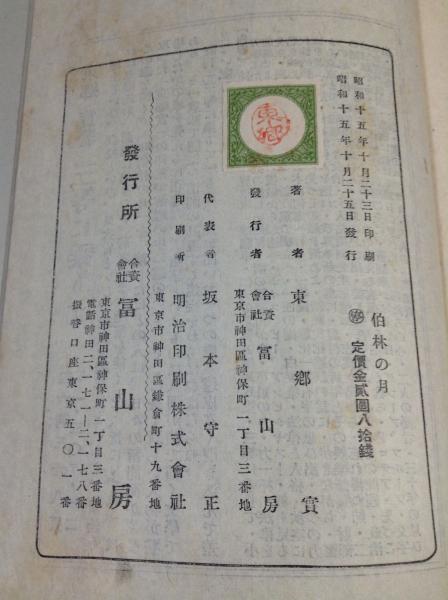 昭和十五年十月二十三日印刷
昭和十五年十月二十五日發行
伯林の月
定價金貳圓八拾錢
東鄕
著者 東鄕實
發行者 合資會社 冨山房
東京市神田區神保町一丁目三番地
代表者 坂本守正
印刷所 明治印刷株式會社
東京市神田區鎌倉町十九番地
發行所 合資會社 冨山房
東京市神田區神保町一丁目三番地
電話神田二、一七一―二、一七八番
振替口座東京五〇一番